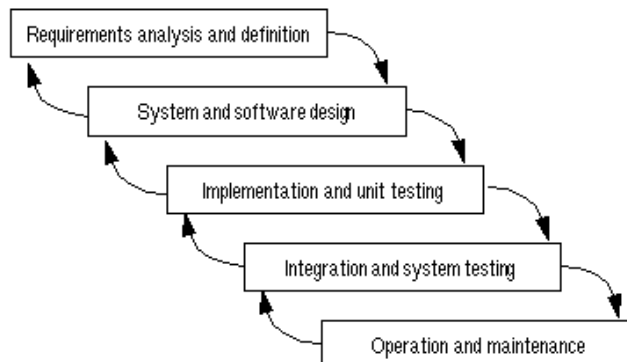 Requirements analysis and definition
System and software design
Implementation and unit testing
Integration and system testing
Operation and maintenance